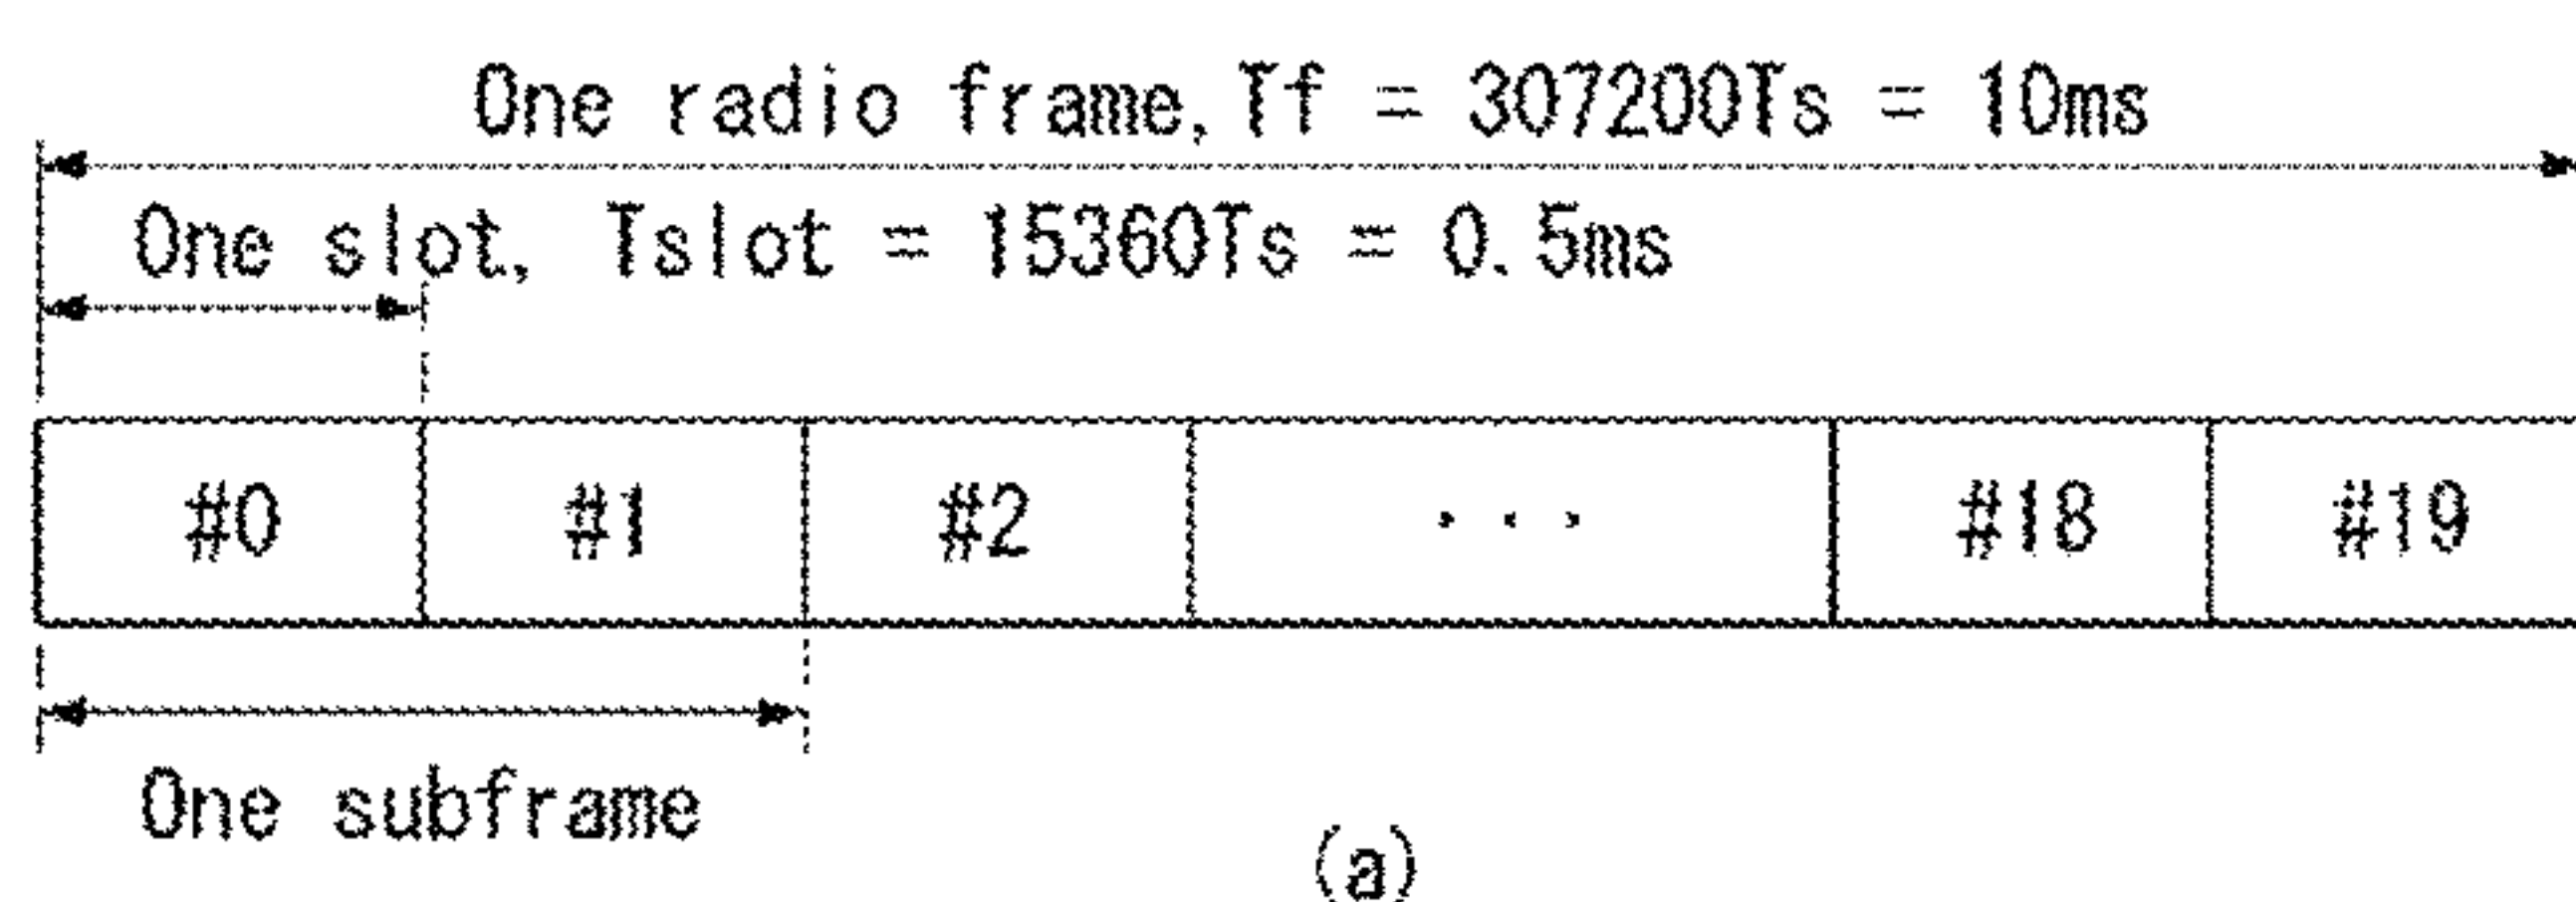 One radio frame, Tf = 307200Ts = 10ms
One slot, Tslot = 15360Ts = 0.5ms
#0 #1 #2 ··· #18 #19
One subframe
(a)